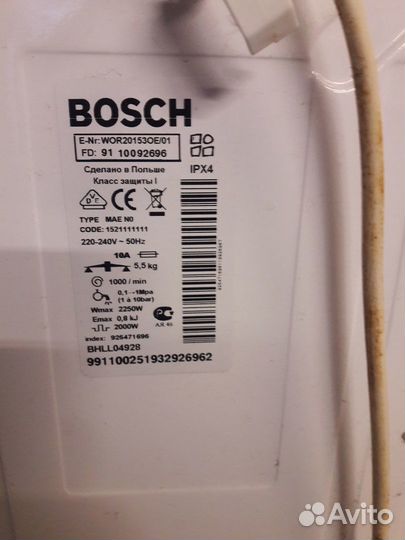 BOSCH
E-Nr: WOR20153OE/01
FD: 91 10092696
Сделано в Польше
IPX4
Класс защиты I
TYPE MAE N0
CODE: 1521111111
220-240V ~ 50Hz
10A
5,5 kg
1000 / min
0,1→1Mpa
(1 à 10bar)
Wmax 2250W
Emax 0,8 kJ
2000W
index: 925471696
BHLL04928
991100251932926962
Avito